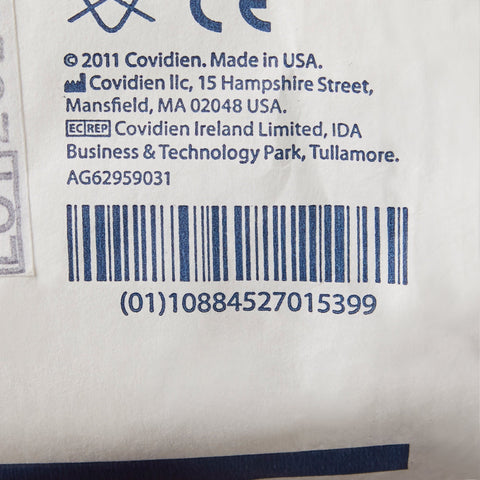 CE
© 2011 Covidien. Made in USA.
Covidien llc, 15 Hampshire Street,
Mansfield, MA 02048 USA.
EC REP Covidien Ireland Limited, IDA
Business & Technology Park, Tullamore.
AG62959031
(01)10884527015399
LOT